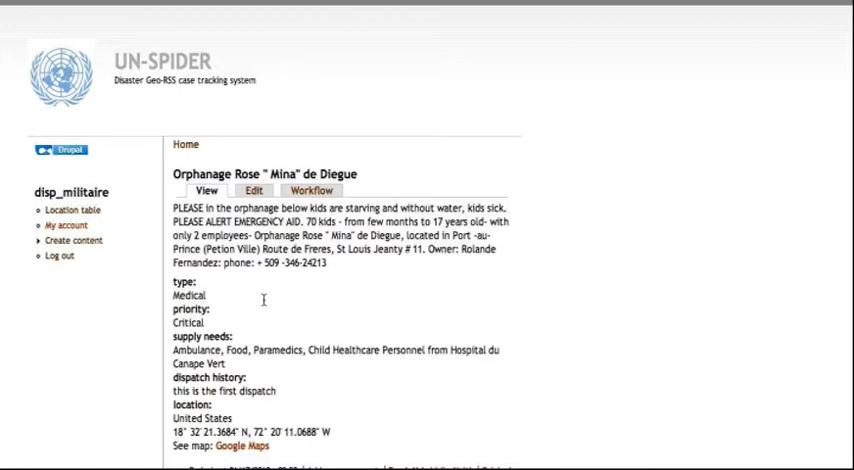 UN-SPIDER
Disaster Geo-RSS case tracking system
Drupal
disp_militaire
Location table
My account
Create content
Log out
Home
Orphanage Rose " Mina" de Diegue
View Edit Workflow
PLEASE in the orphanage below kids are starving and without water, kids sick.
PLEASE ALERT EMERGENCY AID. 70 kids - from few months to 17 years old- with
only 2 employees- Orphanage Rose " Mina" de Diegue, located in Port -au-
Prince (Petion Ville) Route de Freres, St Louis Jeanty # 11. Owner: Rolande
Fernandez: phone: + 509 -346-24213
type:
Medical
priority:
Critical
supply needs:
Ambulance, Food, Paramedics, Child Healthcare Personnel from Hospital du
Canape Vert
dispatch history:
this is the first dispatch
location:
United States
18° 32' 21.3684" N, 72° 20' 11.0688" W
See map: Google Maps